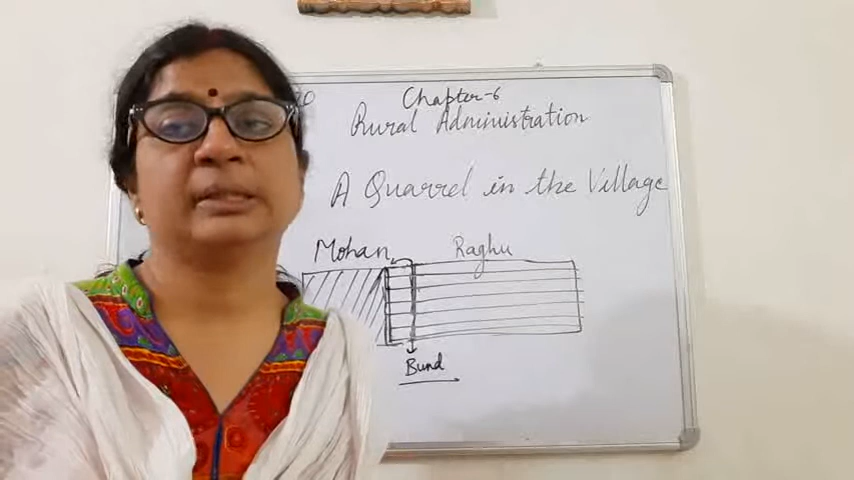 Chapter-6
Rural Administration
A Quarrel in the Village
Mohan
Raghu
Bund